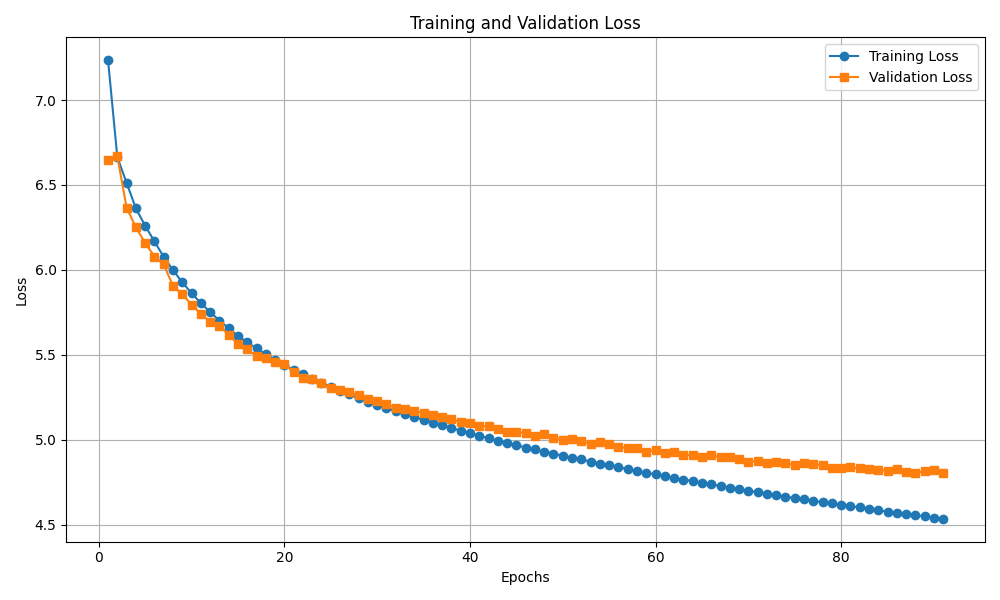 Training and Validation Loss
Training Loss
Validation Loss
Loss
7.0
6.5
6.0
5.5
5.0
4.5
0 20 40 60 80
Epochs